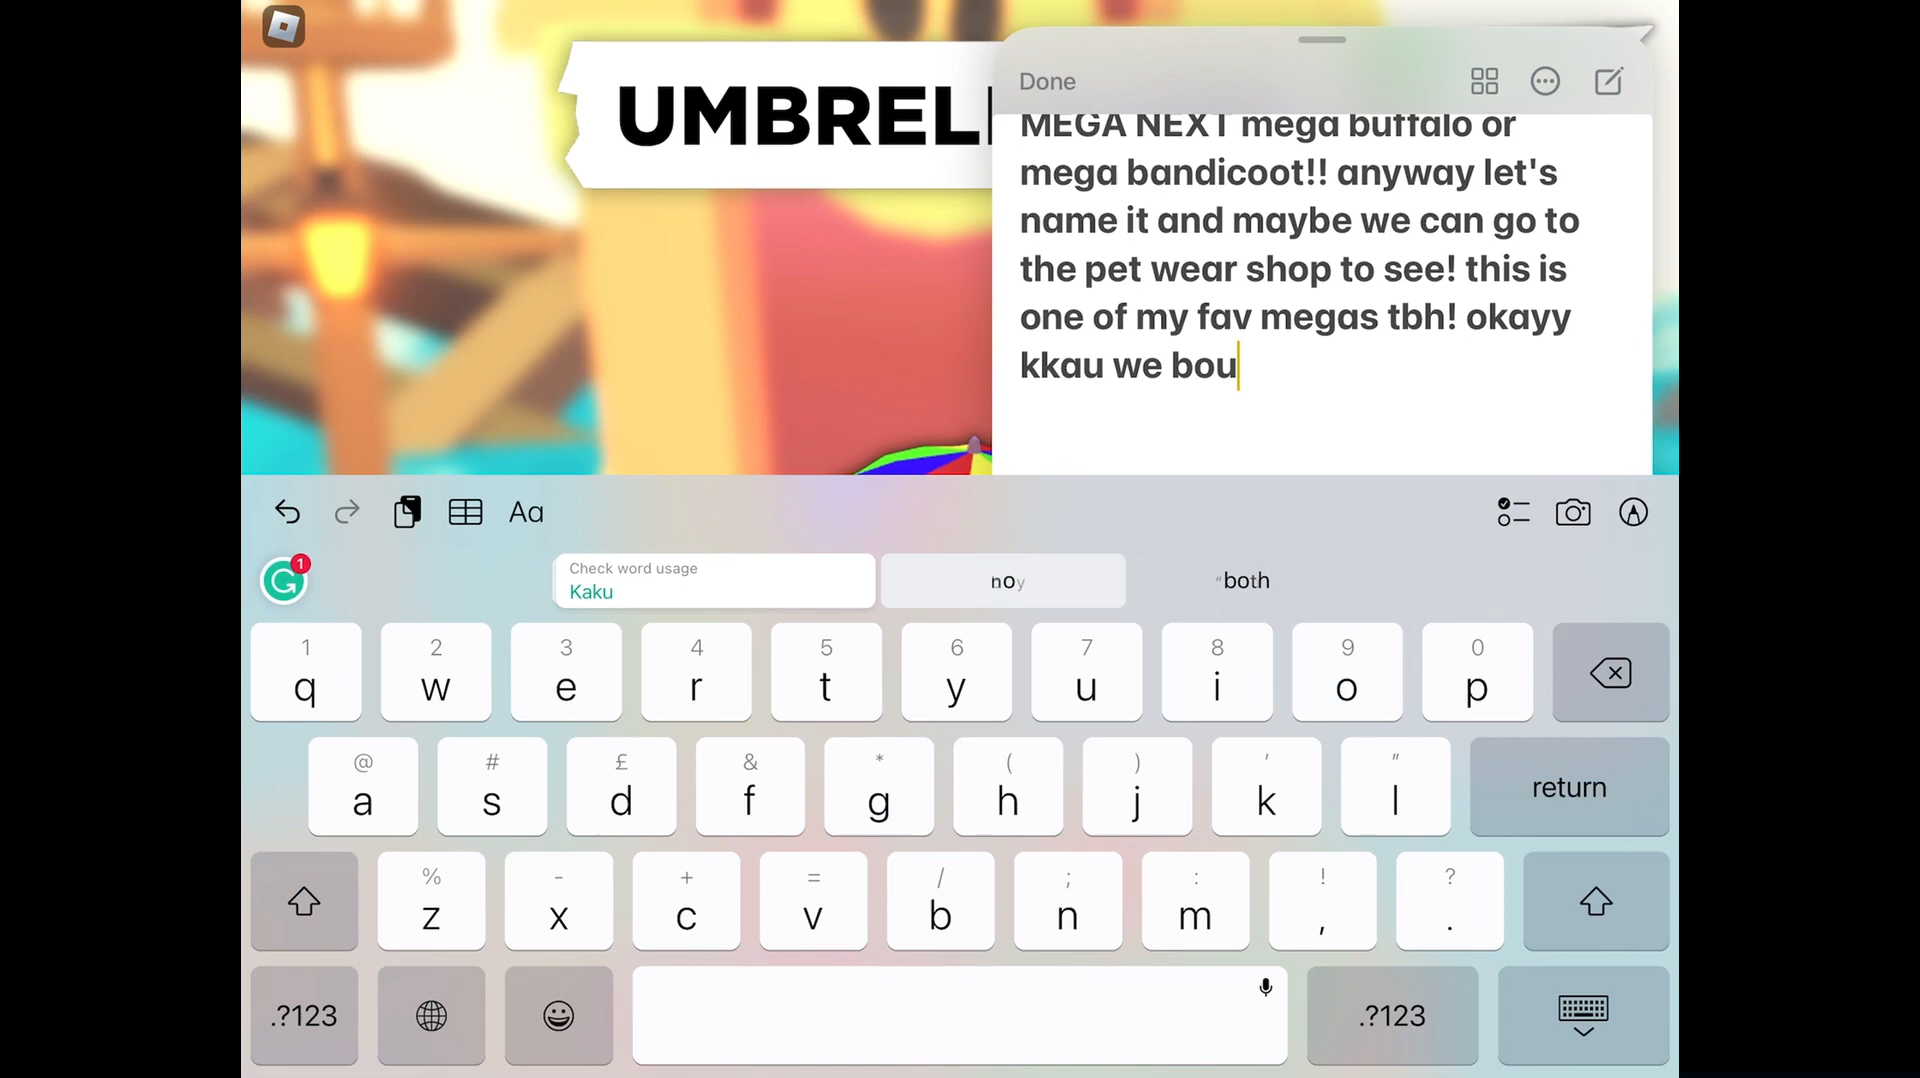 UMBREL
Done
MEGA NEXT mega buffalo or
mega bandicoot!! anyway let's
name it and maybe we can go to
the pet wear shop to see! this is
one of my fav megas tbh! okayy
kkau we bou
Aa
1
Check word usage
Kaku
"both
1 2 3 4 5 6 7 8 9 0
q w e r t y u i o p
@ # £ & * ( ) ' "
a s d f g h j k l
return
% - + = / ; : ! ?
z x c v b n m , .
.?123
.?123